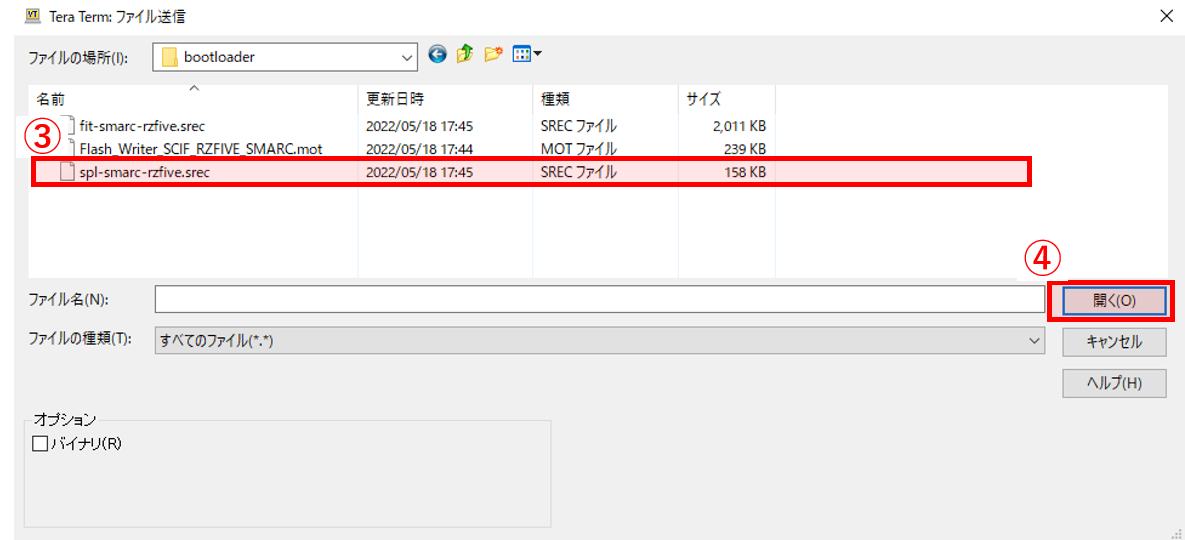 Tera Term: ファイル送信
ファイルの場所(I): bootloader
名前 更新日時 種類 サイズ
fit-smarc-rzfive.srec 2022/05/18 17:45 SREC ファイル 2,011 KB
③
Flash_Writer_SCIF_RZFIVE_SMARC.mot 2022/05/18 17:44 MOT ファイル 239 KB
spl-smarc-rzfive.srec 2022/05/18 17:45 SREC ファイル 158 KB
④
ファイル名(N): 開く(O)
ファイルの種類(T): すべてのファイル(*.*) キャンセル
ヘルプ(H)
オプション
バイナリ(R)